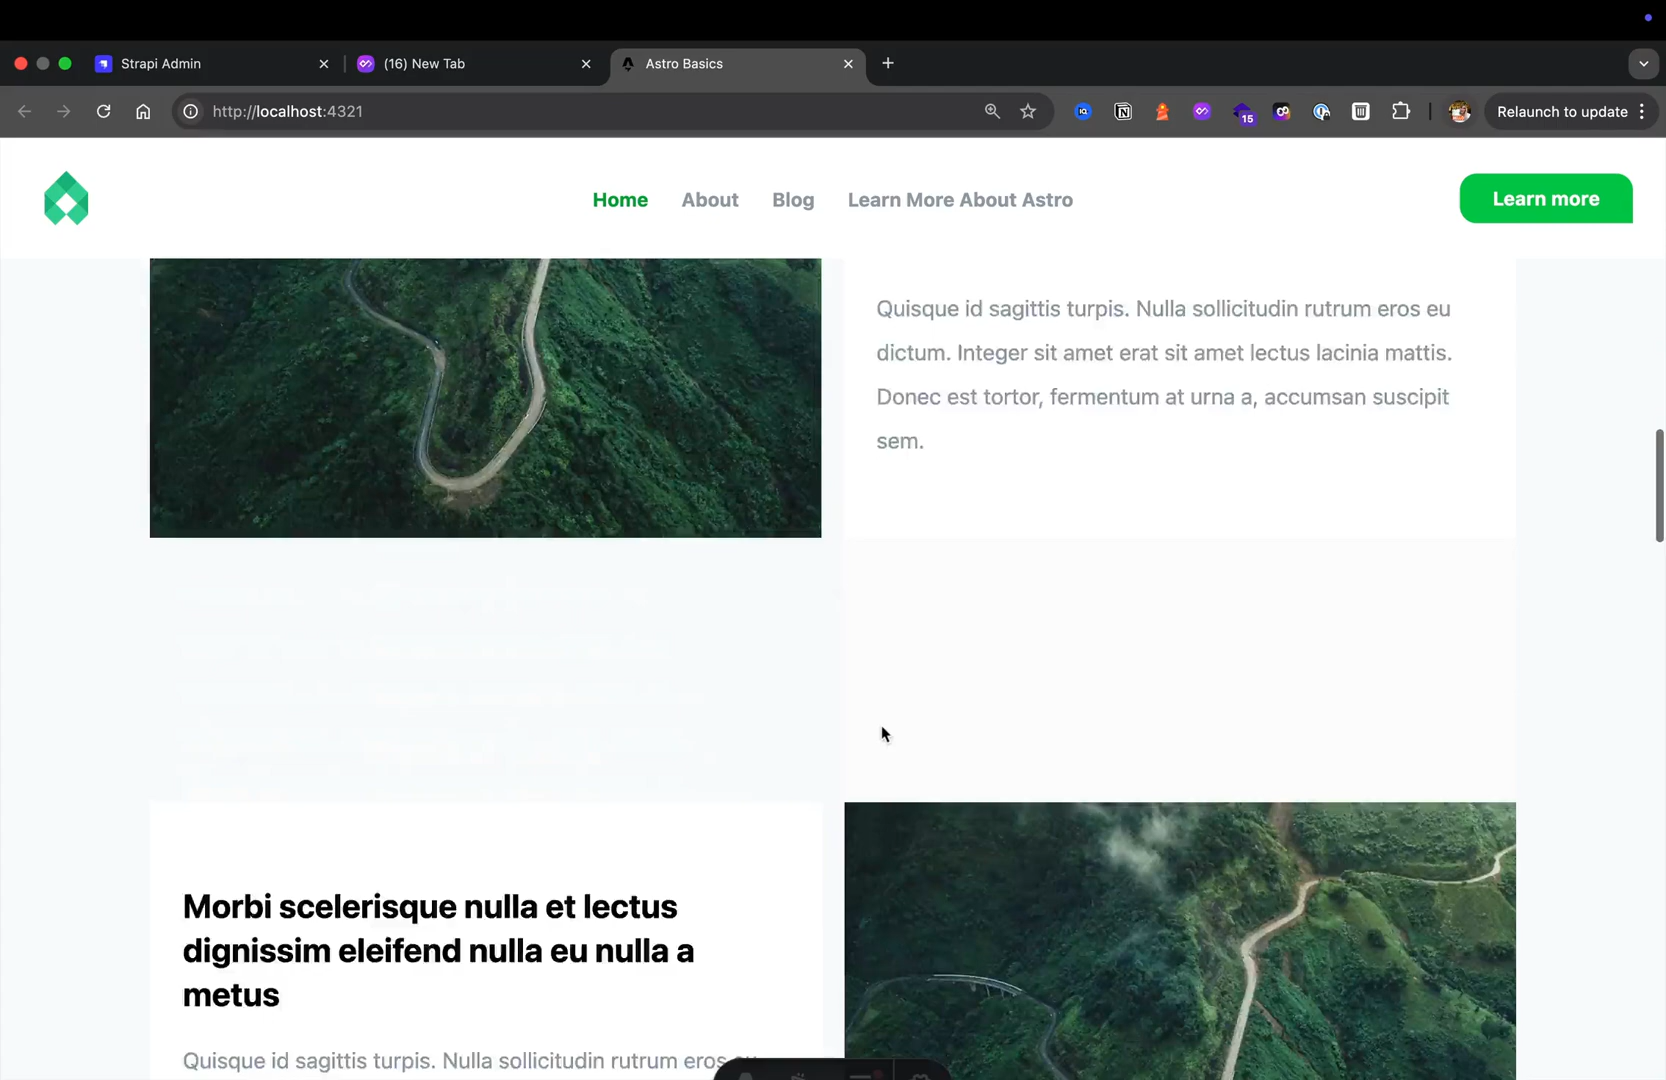 Strapi Admin
(16) New Tab
Astro Basics
http://localhost:4321
15
Relaunch to update
Home
About
Blog
Learn More About Astro
Learn more
Quisque id sagittis turpis. Nulla sollicitudin rutrum eros eu
dictum. Integer sit amet erat sit amet lectus lacinia mattis.
Donec est tortor, fermentum at urna a, accumsan suscipit
sem.
Morbi scelerisque nulla et lectus
dignissim eleifend nulla eu nulla a
metus
Quisque id sagittis turpis. Nulla sollicitudin rutrum eros eu